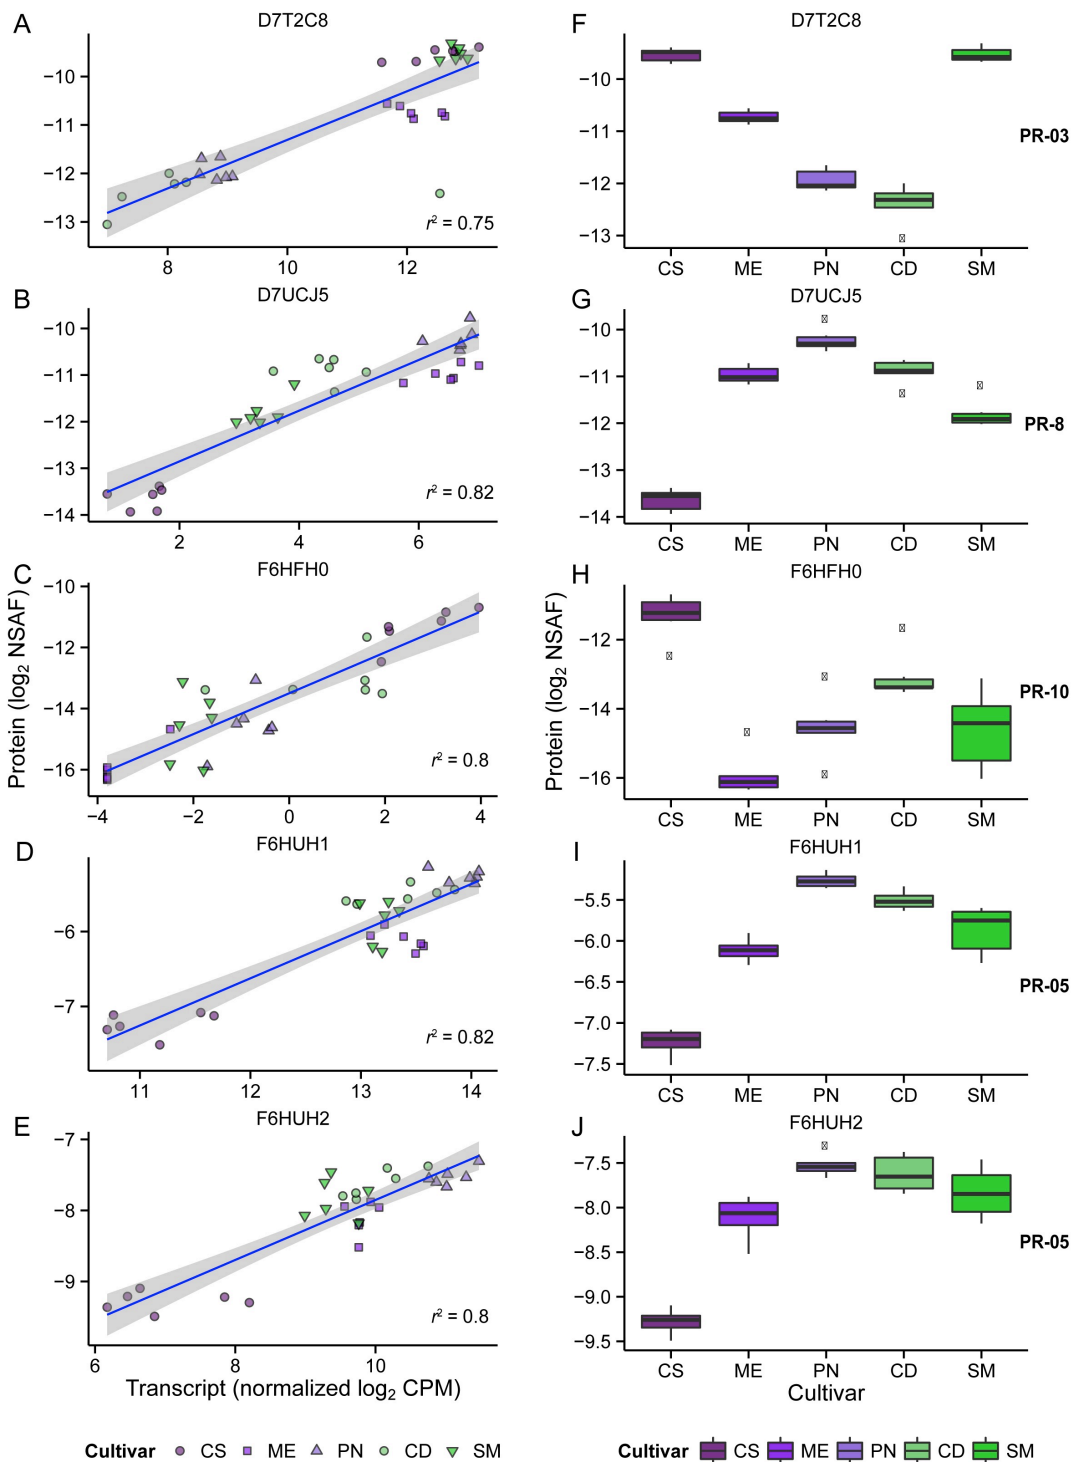 A
D7T2C8
−10
−11
−12
−13
r² = 0.75
8 10 12
B
D7UCJ5
−10
−11
−12
−13
−14
r² = 0.82
2 4 6
C
F6HFH0
−10
−12
−14
−16
r² = 0.8
−4 −2 0 2 4
Protein (log₂ NSAF)
D
F6HUH1
−6
−7
r² = 0.82
11 12 13 14
E
F6HUH2
−7
−8
−9
r² = 0.8
6 8 10
Transcript (normalized log₂ CPM)
Cultivar CS ME PN CD SM
F
D7T2C8
−10
−11
−12
−13
PR-03
CS ME PN CD SM
G
D7UCJ5
−10
−11
−12
−13
−14
PR-8
CS ME PN CD SM
H
F6HFH0
−12
−14
−16
PR-10
CS ME PN CD SM
Protein (log₂ NSAF)
I
F6HUH1
−5.5
−6.0
−6.5
−7.0
−7.5
PR-05
CS ME PN CD SM
J
F6HUH2
−7.5
−8.0
−8.5
−9.0
−9.5
PR-05
CS ME PN CD SM
Cultivar
Cultivar CS ME PN CD SM